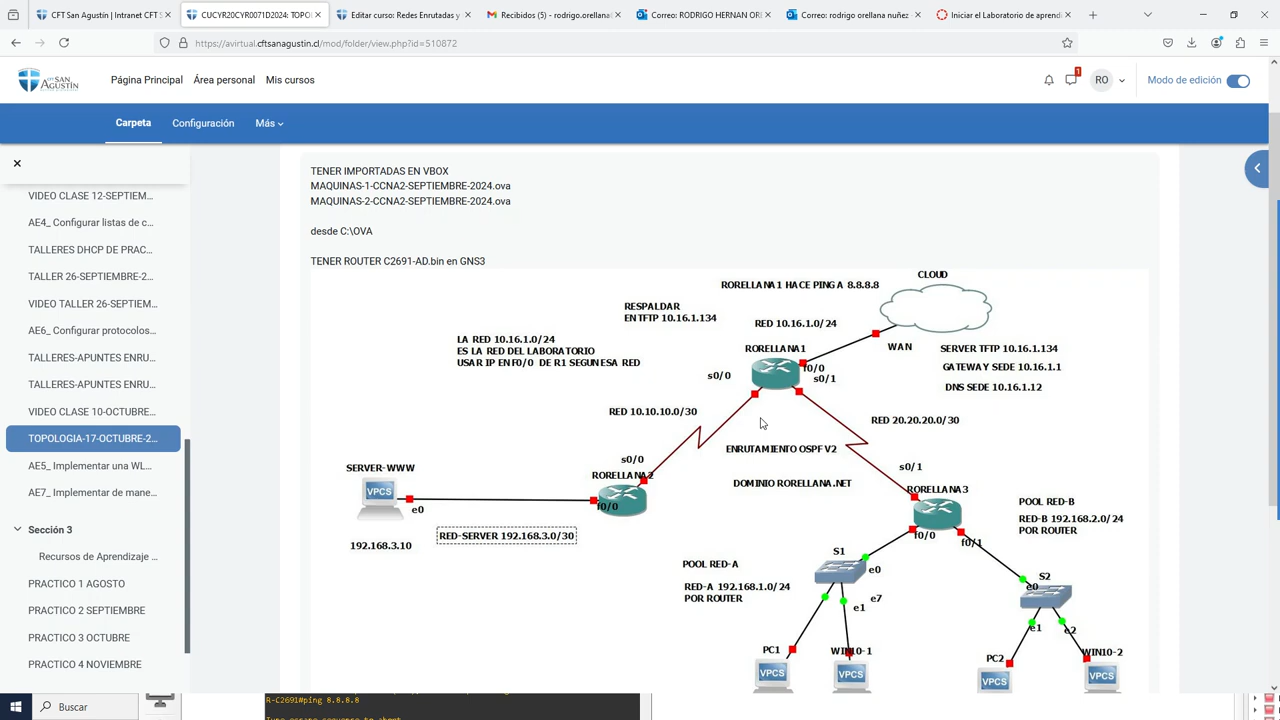 CFT San Agustín | Intranet CFT S
CUCYR20CYR0071D2024: TOPO
Editar curso: Redes Enrutadas y
Recibidos (5) - rodrigo.orellana
Correo: RODRIGO HERNAN OR
Correo: rodrigo orellana nuñez
Iniciar el Laboratorio de aprendi
https://avirtual.cftsanagustin.cl/mod/folder/view.php?id=510872
CFT SAN AGUSTÍN
Página Principal
Área personal
Mis cursos
1
RO
Modo de edición
Carpeta
Configuración
Más
VIDEO CLASE 12-SEPTIEM...
AE4_ Configurar listas de c...
TALLERES DHCP DE PRAC...
TALLER 26-SEPTIEMBRE-2...
VIDEO TALLER 26-SEPTIEM...
AE6_ Configurar protocolos...
TALLERES-APUNTES ENRU...
TALLERES-APUNTES ENRU...
VIDEO CLASE 10-OCTUBRE...
TOPOLOGIA-17-OCTUBRE-2...
AE5_ Implementar una WL...
AE7_ Implementar de mane...
Sección 3
Recursos de Aprendizaje ...
PRACTICO 1 AGOSTO
PRACTICO 2 SEPTIEMBRE
PRACTICO 3 OCTUBRE
PRACTICO 4 NOVIEMBRE
TENER IMPORTADAS EN VBOX
MAQUINAS-1-CCNA2-SEPTIEMBRE-2024.ova
MAQUINAS-2-CCNA2-SEPTIEMBRE-2024.ova
desde C:\OVA
TENER ROUTER C2691-AD.bin en GNS3
CLOUD
RORELLANA1 HACE PING A 8.8.8.8
RESPALDAR
EN TFTP 10.16.1.134
RED 10.16.1.0/24
LA RED 10.16.1.0/24
ES LA RED DEL LABORATORIO
USAR IP EN F0/0 DE R1 SEGUN ESA RED
RORELLANA1
WAN
SERVER TFTP 10.16.1.134
GATEWAY SEDE 10.16.1.1
DNS SEDE 10.16.1.12
f0/0
s0/0
s0/1
RED 10.10.10.0/30
RED 20.20.20.0/30
ENRUTAMIENTO OSPF V2
s0/0
s0/1
SERVER-WWW
RORELLANA2
DOMINIO RORELLANA.NET
RORELLANA3
VPCS
e0
f0/0
POOL RED-B
RED-B 192.168.2.0/24
POR ROUTER
RED-SERVER 192.168.3.0/30
192.168.3.10
f0/0
f0/1
S1
POOL RED-A
e0
S2
RED-A 192.168.1.0/24
POR ROUTER
e0
e7
e1
e1
e2
PC1
WIN10-1
PC2
WIN10-2
VPCS
VPCS
VPCS
VPCS
Buscar
R-C2691#ping 8.8.8.8